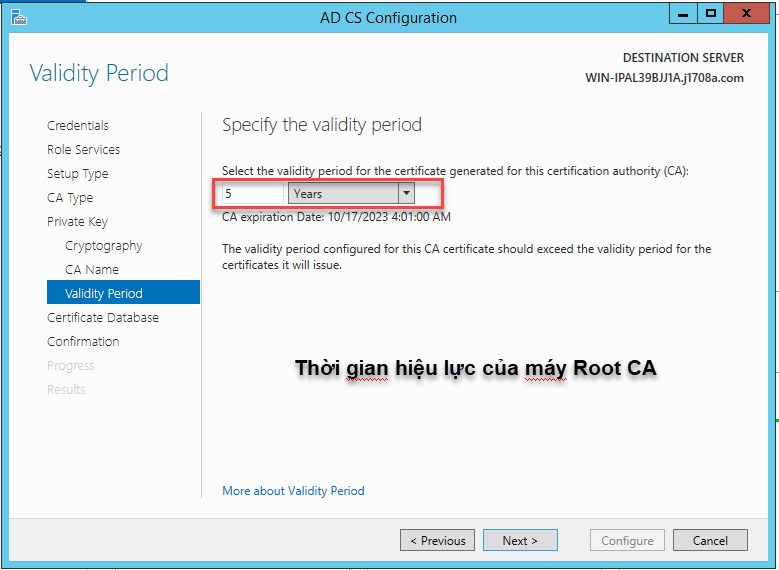 AD CS Configuration
Validity Period
DESTINATION SERVER
WIN-IPAL39BJJ1A.j1708a.com
Credentials
Role Services
Setup Type
CA Type
Private Key
Cryptography
CA Name
Validity Period
Certificate Database
Confirmation
Progress
Results
Specify the validity period
Select the validity period for the certificate generated for this certification authority (CA):
5 Years
CA expiration Date: 10/17/2023 4:01:00 AM
The validity period configured for this CA certificate should exceed the validity period for the
certificates it will issue.
Thời gian hiệu lực của máy Root CA
More about Validity Period
< Previous Next > Configure Cancel